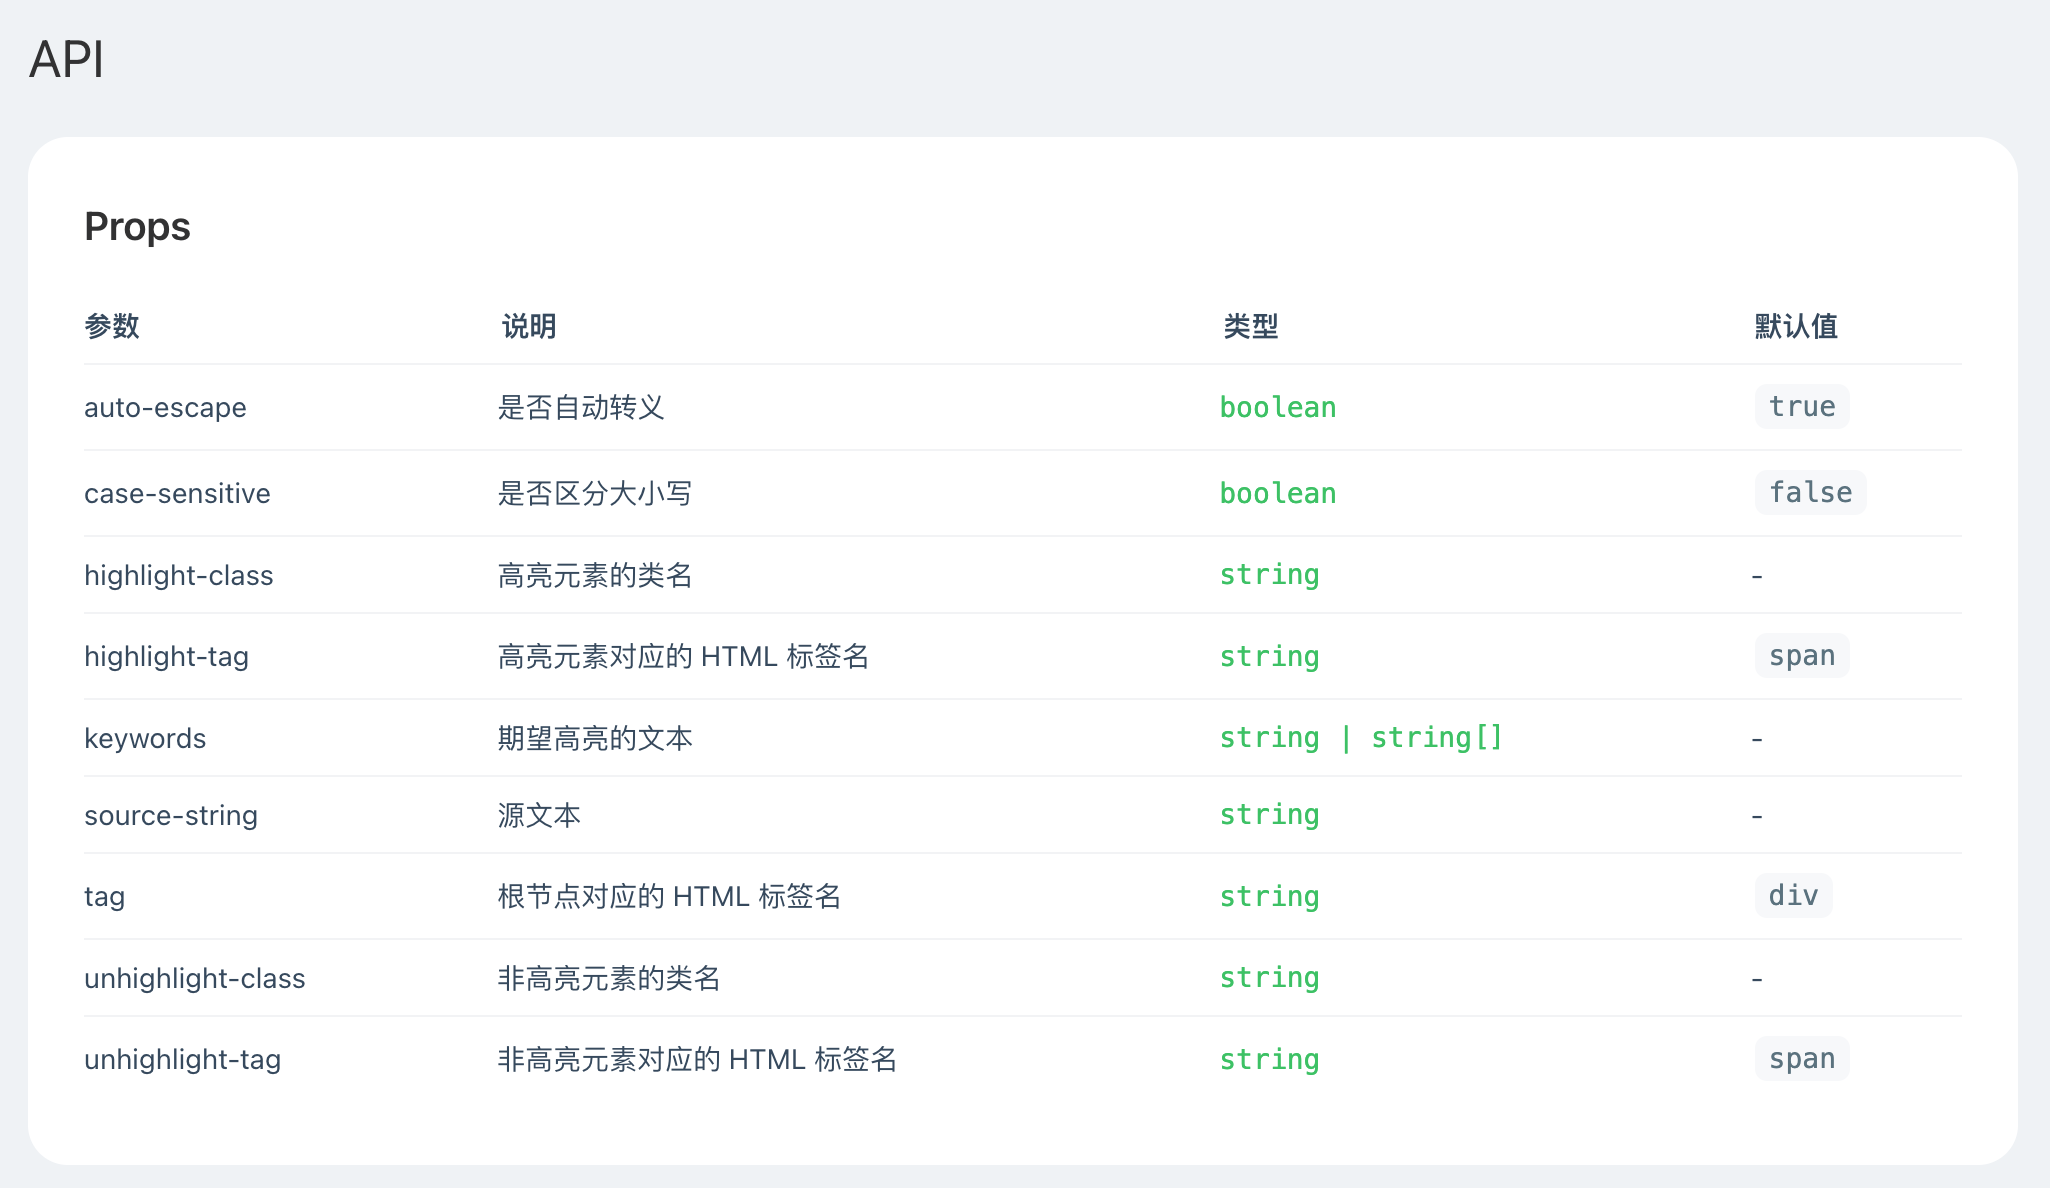 API
Props
参数 说明 类型 默认值
auto-escape 是否自动转义 boolean true
case-sensitive 是否区分大小写 boolean false
highlight-class 高亮元素的类名 string -
highlight-tag 高亮元素对应的 HTML 标签名 string span
keywords 期望高亮的文本 string | string[] -
source-string 源文本 string -
tag 根节点对应的 HTML 标签名 string div
unhighlight-class 非高亮元素的类名 string -
unhighlight-tag 非高亮元素对应的 HTML 标签名 string span